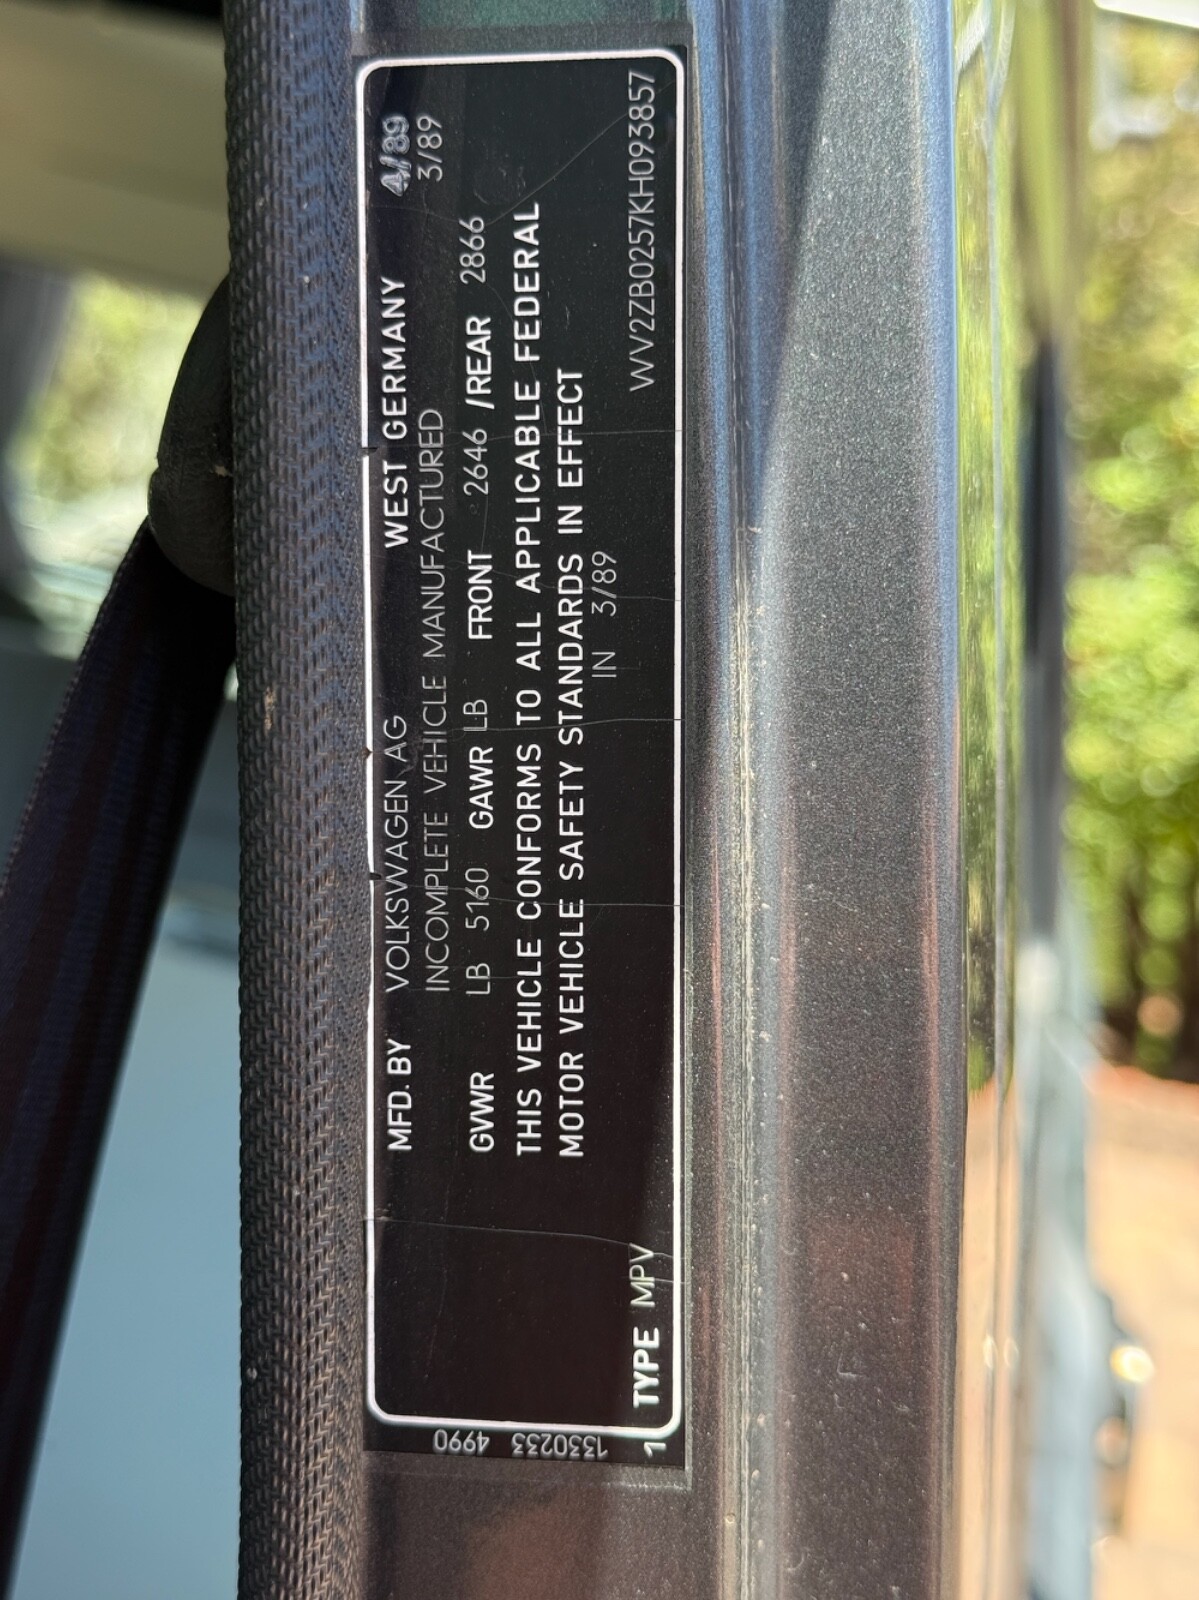 MFD. BY VOLKSWAGEN AG WEST GERMANY 4/89
INCOMPLETE VEHICLE MANUFACTURED 3/89
GVWR LB 5160 GAWR LB FRONT 2646 /REAR 2866
THIS VEHICLE CONFORMS TO ALL APPLICABLE FEDERAL
MOTOR VEHICLE SAFETY STANDARDS IN EFFECT
IN 3/89
TYPE MPV WV2ZB0257KH093857
1330233 4990
1